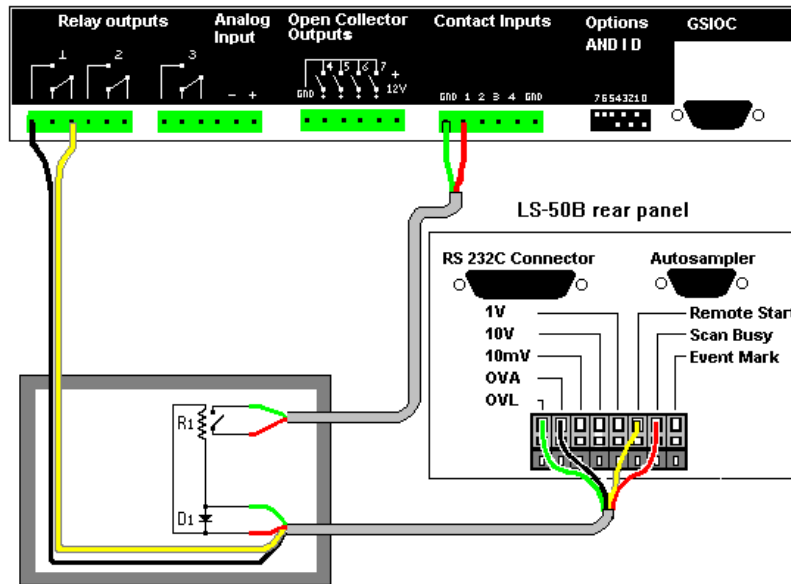 Relay outputs
Analog Input
Open Collector Outputs
Contact Inputs
Options AND I D
GSIOC
1 2 3
- +
4 5 6 7
GND + 12V
GND 1 2 3 4 GND
76543210
LS-50B rear panel
RS 232C Connector
Autosampler
1V
10V
10mV
OVA
OVL
Remote Start
Scan Busy
Event Mark
R1
D1